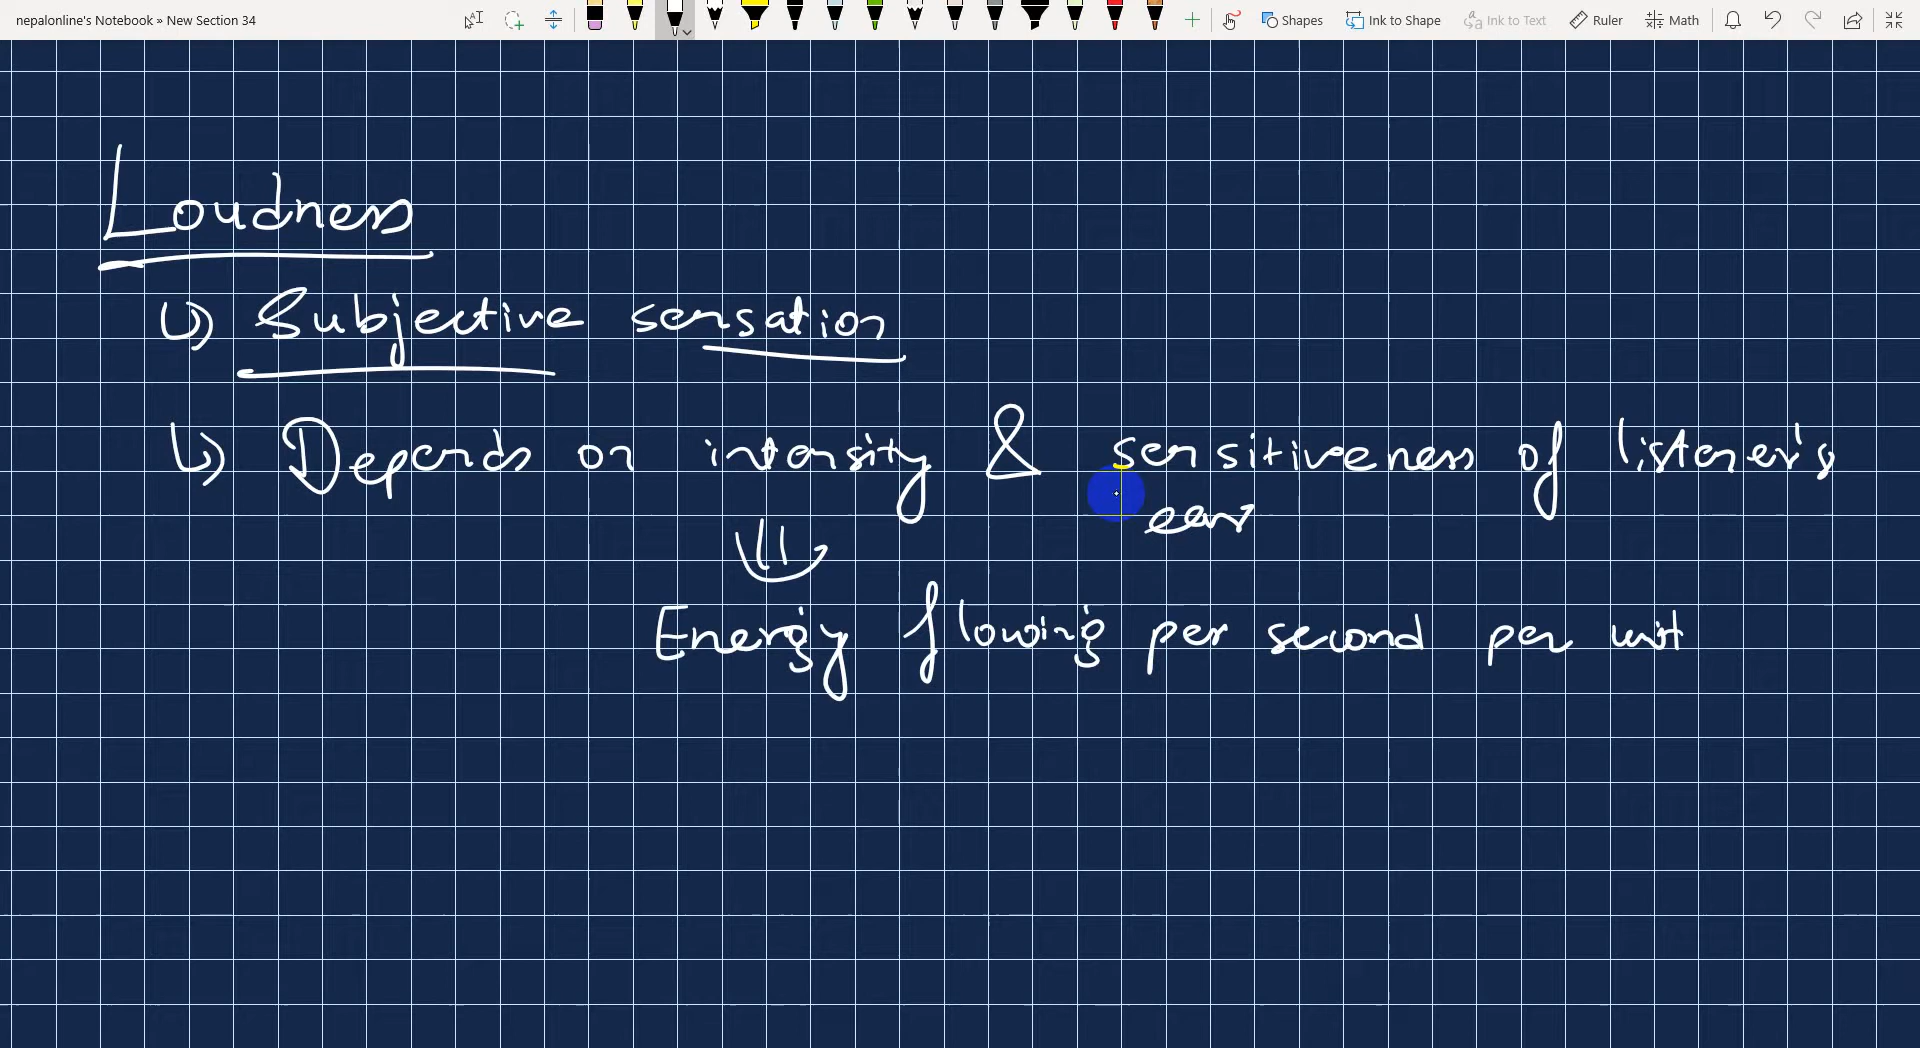 nepalonline's Notebook » New Section 34
Shapes Ink to Shape Ink to Text Ruler Math
Loudness
Subjective sensation
Depends on intensity & sensitiveness of listener's
ear
Energy flowing per second per unit